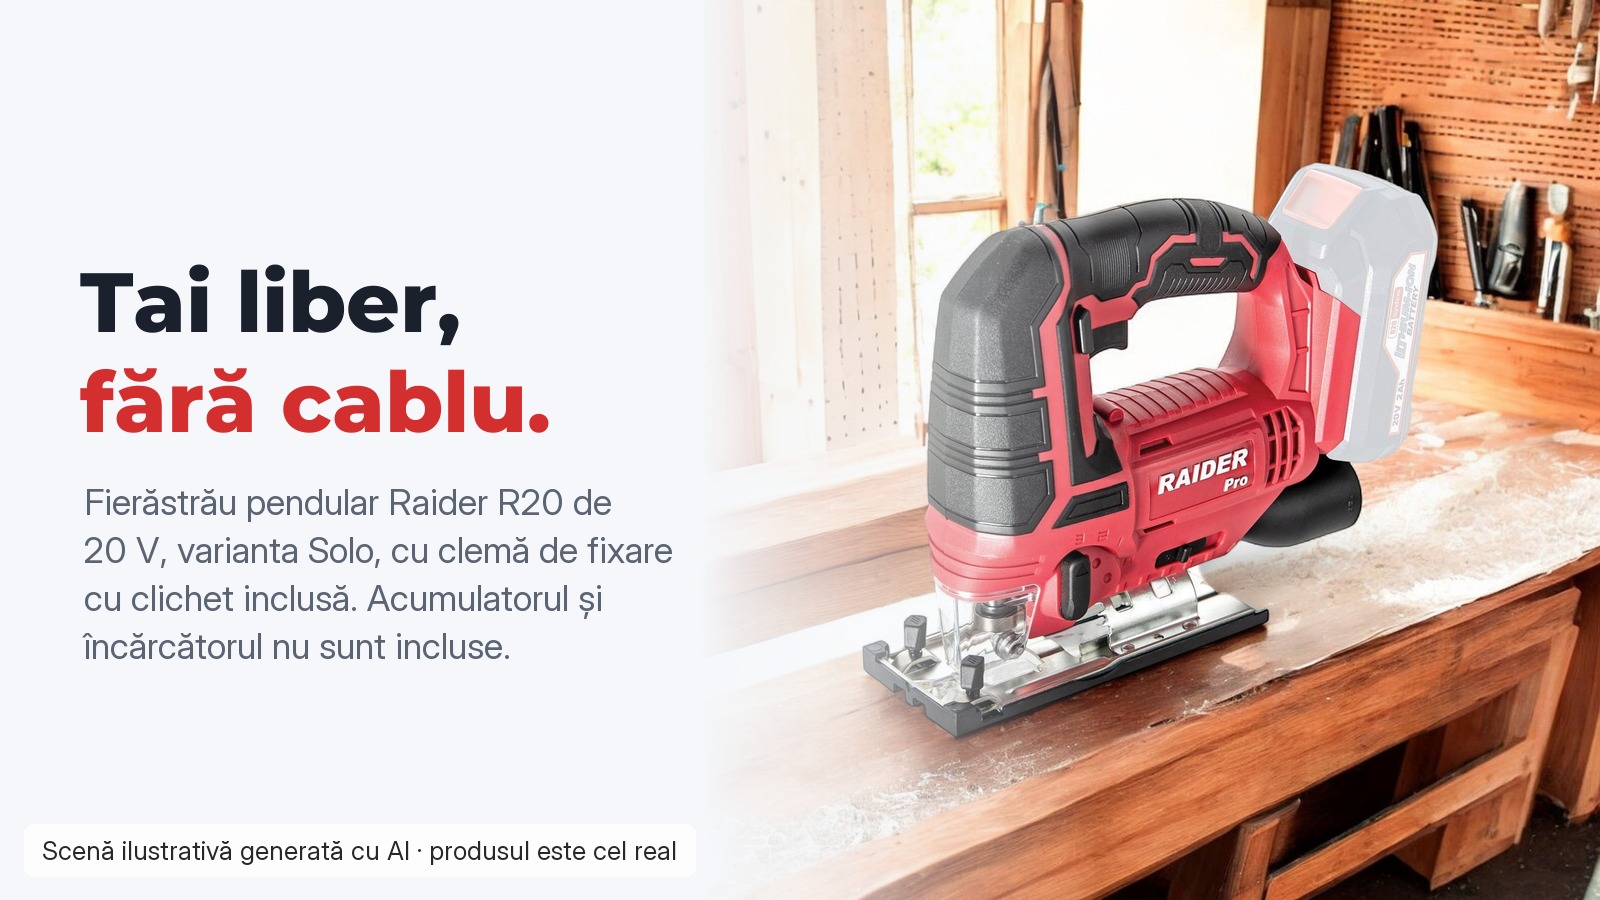 Tai liber,
fără cablu.
Fierăstrău pendular Raider R20 de
20 V, varianta Solo, cu clemă de fixare
cu clichet inclusă. Acumulatorul și
încărcătorul nu sunt incluse.
Scenă ilustrativă generată cu AI · produsul este cel real
RAIDER
Pro
BATTERY
20V 2Ah